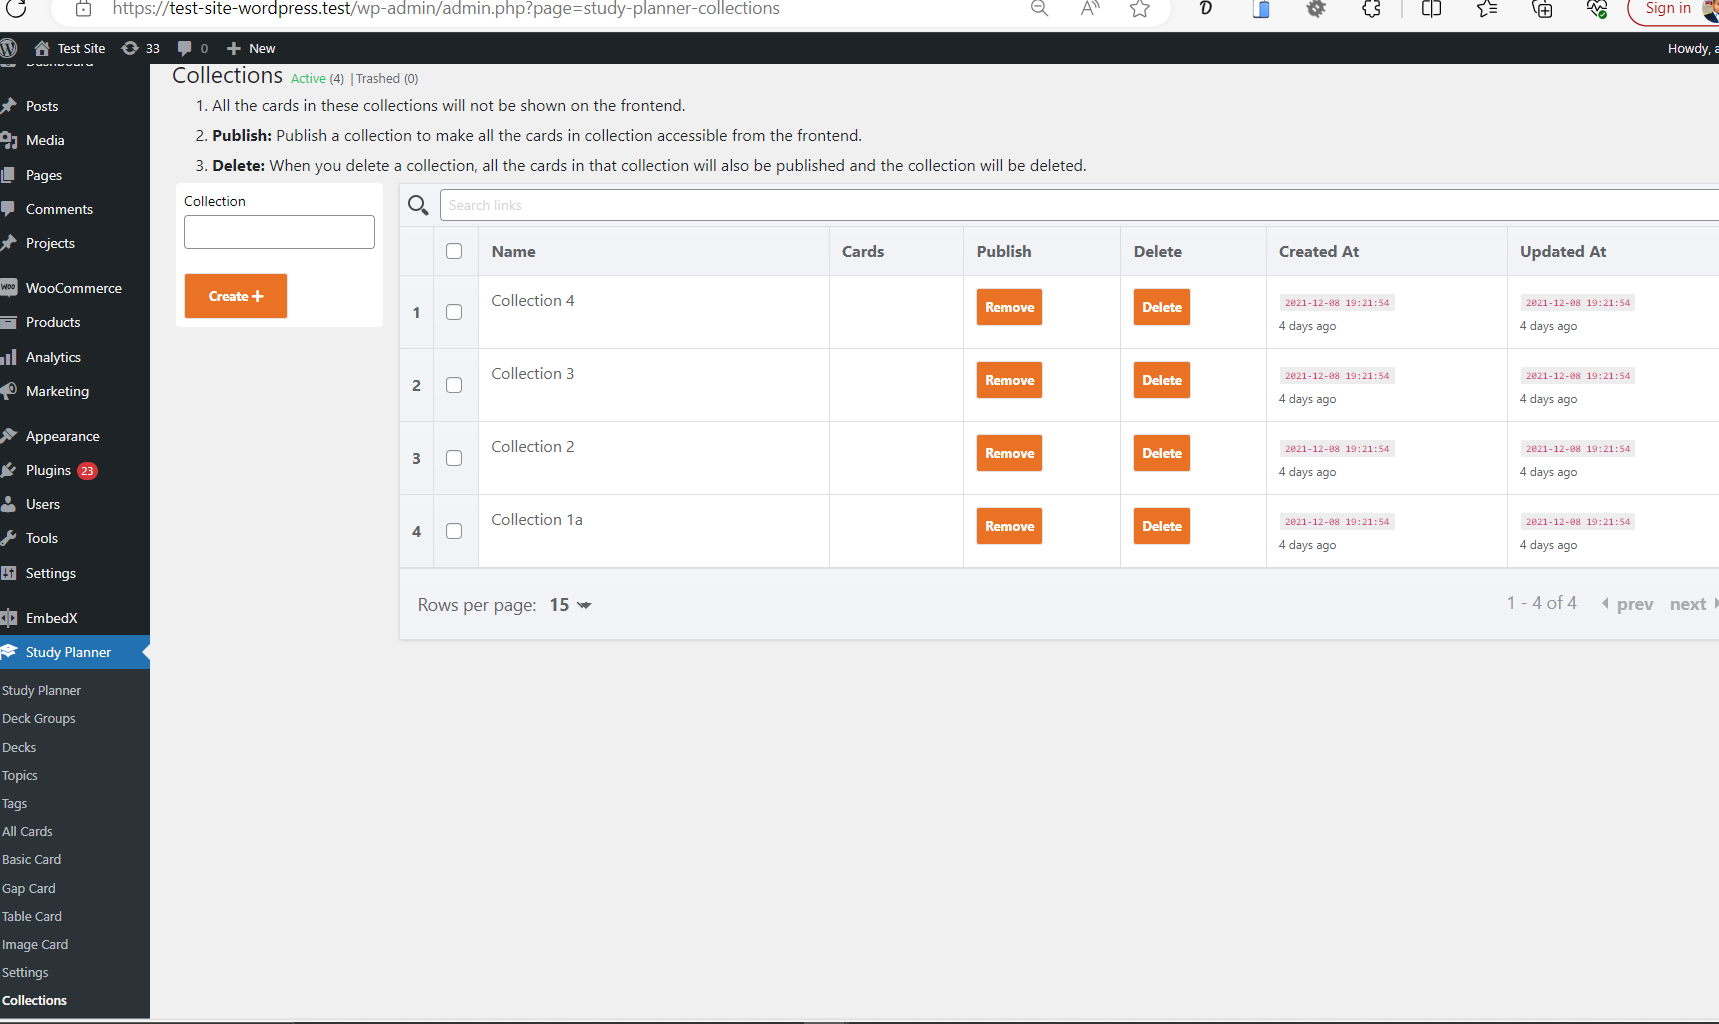 https://test-site-wordpress.test/wp-admin/admin.php?page=study-planner-collections
Sign in
Test Site 33 0 New
Howdy, a
Dashboard
Posts
Media
Pages
Comments
Projects
WooCommerce
Products
Analytics
Marketing
Appearance
Plugins 23
Users
Tools
Settings
EmbedX
Study Planner
Study Planner
Deck Groups
Decks
Topics
Tags
All Cards
Basic Card
Gap Card
Table Card
Image Card
Settings
Collections
Collections Active (4) | Trashed (0)
1. All the cards in these collections will not be shown on the frontend.
2. Publish: Publish a collection to make all the cards in collection accessible from the frontend.
3. Delete: When you delete a collection, all the cards in that collection will also be published and the collection will be deleted.
Collection
Create
Search links
Name Cards Publish Delete Created At Updated At
1 Collection 4 Remove Delete 2021-12-08 19:21:54 2021-12-08 19:21:54
4 days ago 4 days ago
2 Collection 3 Remove Delete 2021-12-08 19:21:54 2021-12-08 19:21:54
4 days ago 4 days ago
3 Collection 2 Remove Delete 2021-12-08 19:21:54 2021-12-08 19:21:54
4 days ago 4 days ago
4 Collection 1a Remove Delete 2021-12-08 19:21:54 2021-12-08 19:21:54
4 days ago 4 days ago
Rows per page: 15
1 - 4 of 4 prev next